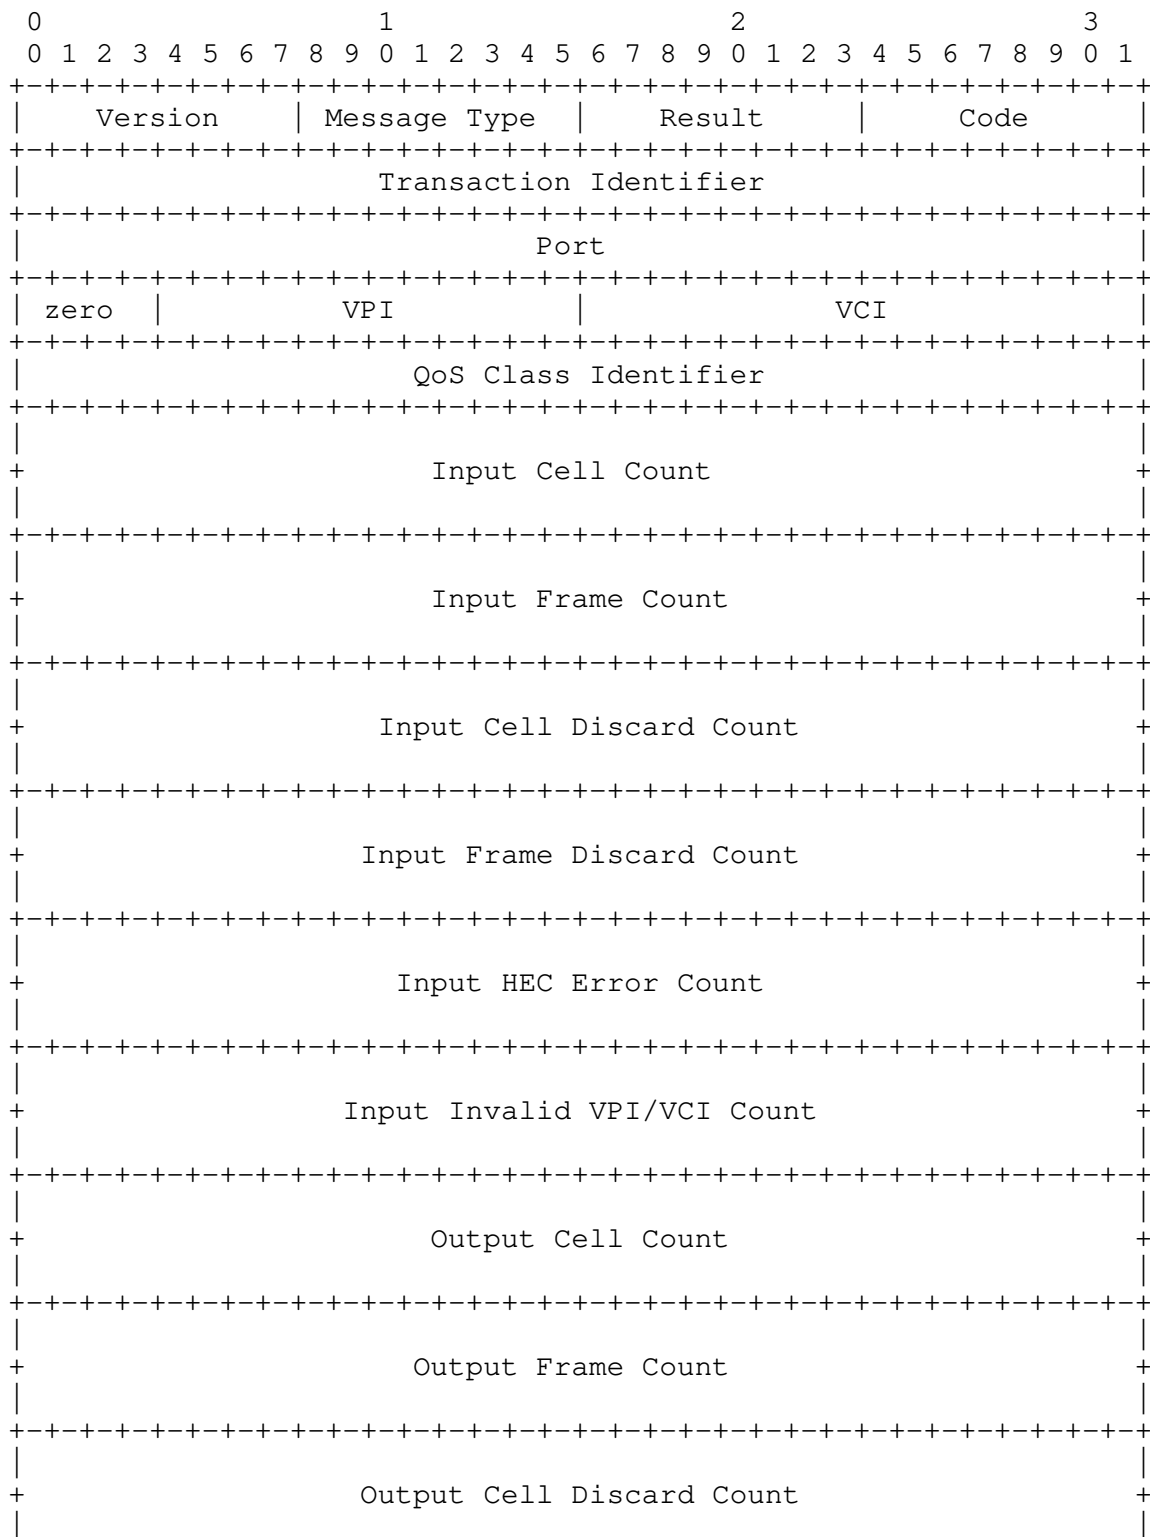 0                   1                   2                   3
 0 1 2 3 4 5 6 7 8 9 0 1 2 3 4 5 6 7 8 9 0 1 2 3 4 5 6 7 8 9 0 1
+-+-+-+-+-+-+-+-+-+-+-+-+-+-+-+-+-+-+-+-+-+-+-+-+-+-+-+-+-+-+-+-+
|    Version    | Message Type  |    Result     |     Code      |
+-+-+-+-+-+-+-+-+-+-+-+-+-+-+-+-+-+-+-+-+-+-+-+-+-+-+-+-+-+-+-+-+
|                    Transaction Identifier                     |
+-+-+-+-+-+-+-+-+-+-+-+-+-+-+-+-+-+-+-+-+-+-+-+-+-+-+-+-+-+-+-+-+
|                             Port                              |
+-+-+-+-+-+-+-+-+-+-+-+-+-+-+-+-+-+-+-+-+-+-+-+-+-+-+-+-+-+-+-+-+
| zero  |          VPI          |              VCI              |
+-+-+-+-+-+-+-+-+-+-+-+-+-+-+-+-+-+-+-+-+-+-+-+-+-+-+-+-+-+-+-+-+
|                      QoS Class Identifier                     |
+-+-+-+-+-+-+-+-+-+-+-+-+-+-+-+-+-+-+-+-+-+-+-+-+-+-+-+-+-+-+-+-+
|                                                               |
+                       Input Cell Count                        +
|                                                               |
+-+-+-+-+-+-+-+-+-+-+-+-+-+-+-+-+-+-+-+-+-+-+-+-+-+-+-+-+-+-+-+-+
|                                                               |
+                       Input Frame Count                       +
|                                                               |
+-+-+-+-+-+-+-+-+-+-+-+-+-+-+-+-+-+-+-+-+-+-+-+-+-+-+-+-+-+-+-+-+
|                                                               |
+                    Input Cell Discard Count                   +
|                                                               |
+-+-+-+-+-+-+-+-+-+-+-+-+-+-+-+-+-+-+-+-+-+-+-+-+-+-+-+-+-+-+-+-+
|                                                               |
+                   Input Frame Discard Count                   +
|                                                               |
+-+-+-+-+-+-+-+-+-+-+-+-+-+-+-+-+-+-+-+-+-+-+-+-+-+-+-+-+-+-+-+-+
|                                                               |
+                     Input HEC Error Count                     +
|                                                               |
+-+-+-+-+-+-+-+-+-+-+-+-+-+-+-+-+-+-+-+-+-+-+-+-+-+-+-+-+-+-+-+-+
|                                                               |
+                  Input Invalid VPI/VCI Count                  +
|                                                               |
+-+-+-+-+-+-+-+-+-+-+-+-+-+-+-+-+-+-+-+-+-+-+-+-+-+-+-+-+-+-+-+-+
|                                                               |
+                       Output Cell Count                       +
|                                                               |
+-+-+-+-+-+-+-+-+-+-+-+-+-+-+-+-+-+-+-+-+-+-+-+-+-+-+-+-+-+-+-+-+
|                                                               |
+                      Output Frame Count                       +
|                                                               |
+-+-+-+-+-+-+-+-+-+-+-+-+-+-+-+-+-+-+-+-+-+-+-+-+-+-+-+-+-+-+-+-+
|                                                               |
+                   Output Cell Discard Count                   +
|                                                               |